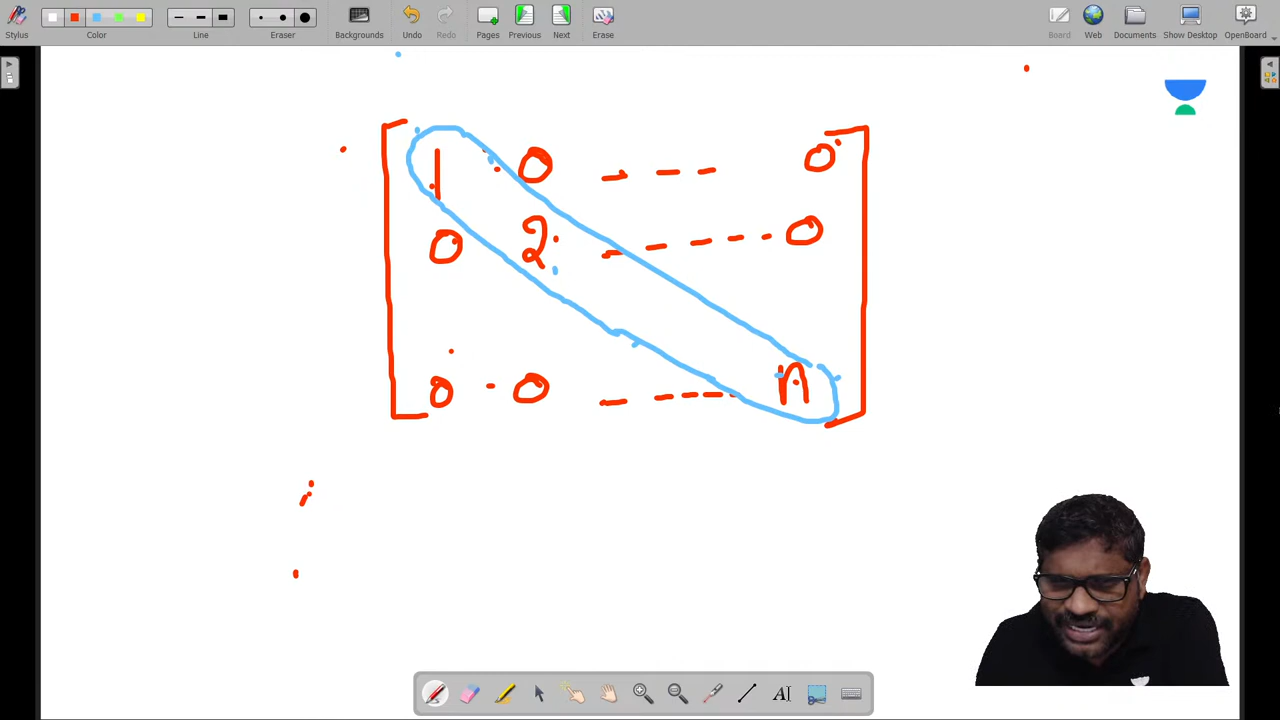 Stylus Color Line Eraser Backgrounds Undo Redo Pages Previous Next Erase Board Web Documents Show Desktop OpenBoard
1 0 ---- 0
0 2 ----- 0
0 0 ----- n
AI